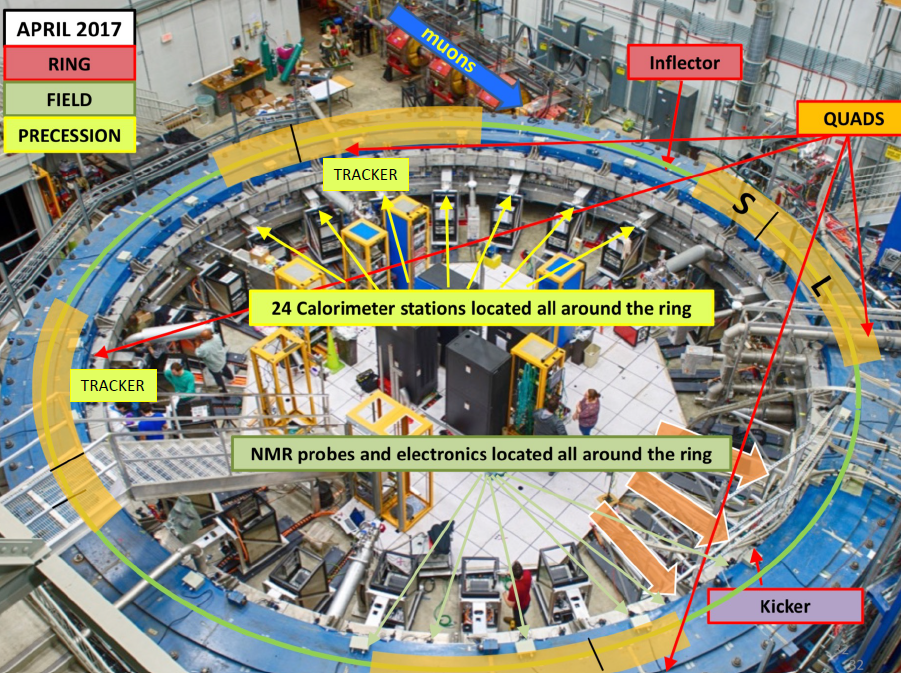 APRIL 2017
RING
FIELD
PRECESSION
muons
Inflector
QUADS
TRACKER
S
L
24 Calorimeter stations located all around the ring
TRACKER
NMR probes and electronics located all around the ring
Kicker
32